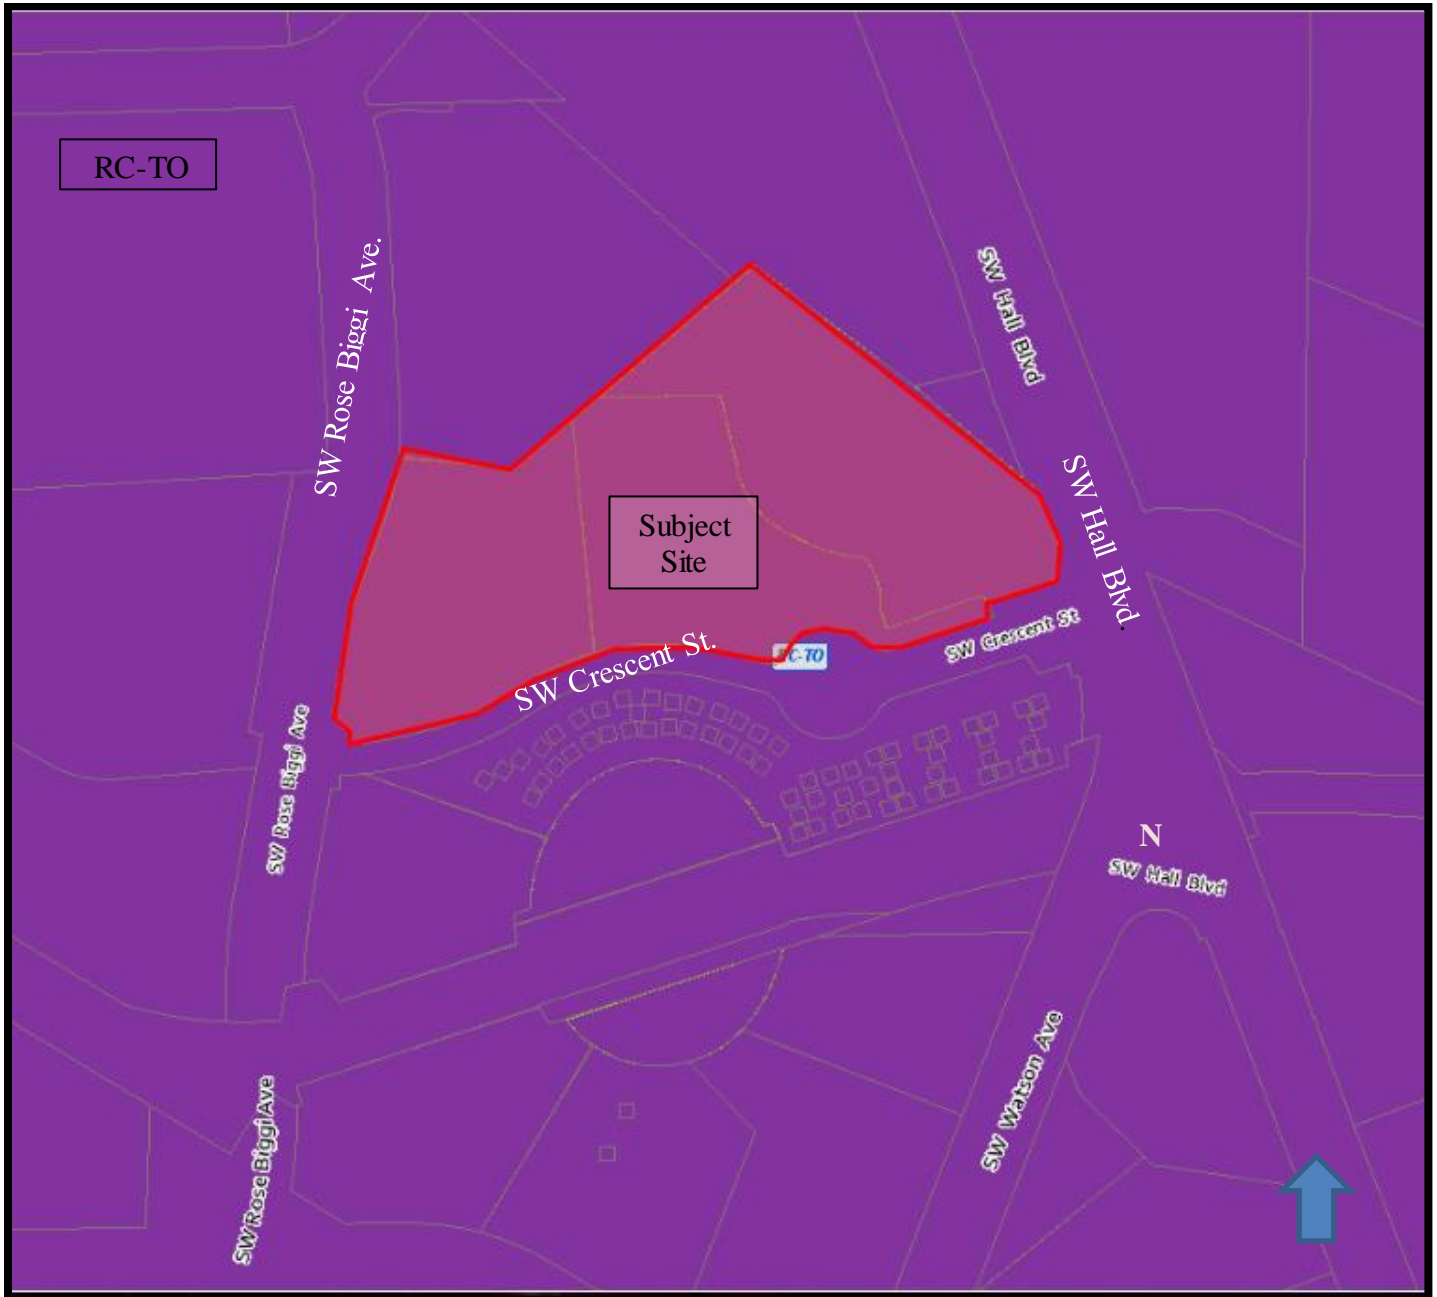 RC-TO
SW Rose Biggi Ave.
SW Hall Blvd
SW Hall Blvd.
Subject
Site
SW Crescent St.
RC-TO
SW Crescent St
SW Rose Biggi Ave
N
SW Hall Blvd
SW Watson Ave
SW Rose Biggi Ave